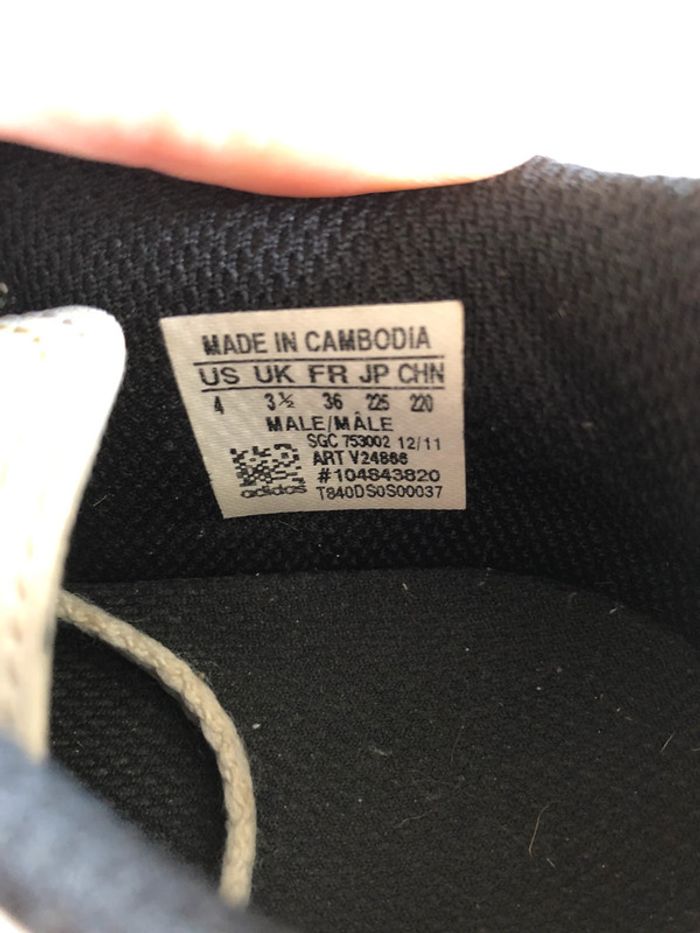 MADE IN CAMBODIA
US UK FR JP CHN
4 3½ 36 225 220
MALE/MÂLE
SGC 753002 12/11
ART V24866
#104843820
adidas T840DS0S00037